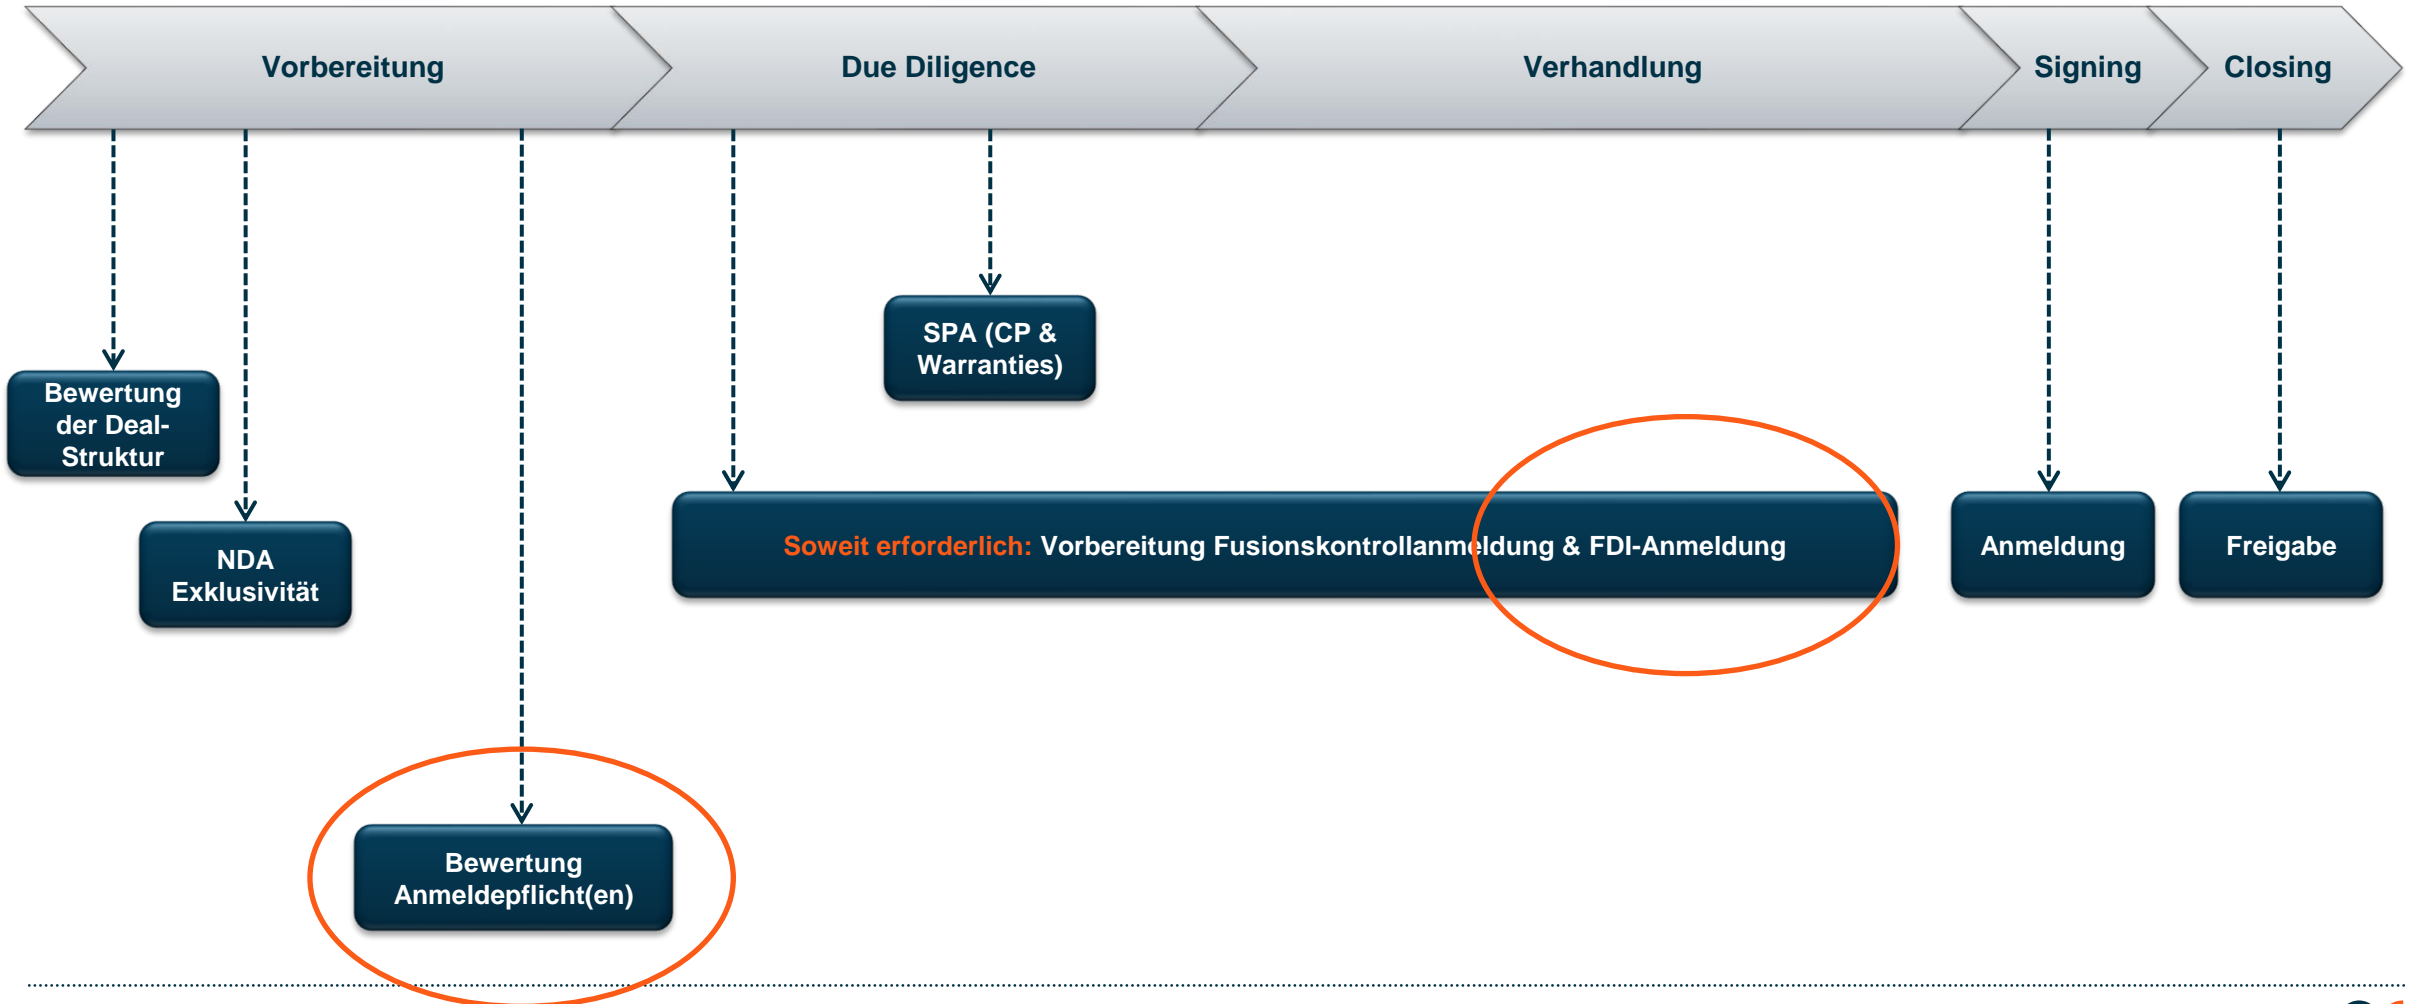 Vorbereitung
Due Diligence
Verhandlung
Signing
Closing
SPA (CP &
Warranties)
Bewertung
der Deal-
Struktur
NDA
Exklusivität
Soweit erforderlich: Vorbereitung Fusionskontrollanmeldung & FDI-Anmeldung
Anmeldung
Freigabe
Bewertung
Anmeldepflicht(en)